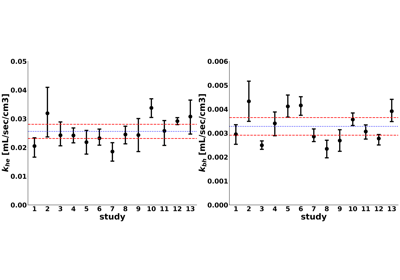 k_he [mL/sec/cm3]
0.05
0.04
0.03
0.02
0.01
0.00
1 2 3 4 5 6 7 8 9 10 11 12 13
study
k_bh [mL/sec/cm3]
0.006
0.005
0.004
0.003
0.002
0.001
0.000
1 2 3 4 5 6 7 8 9 10 11 12 13
study